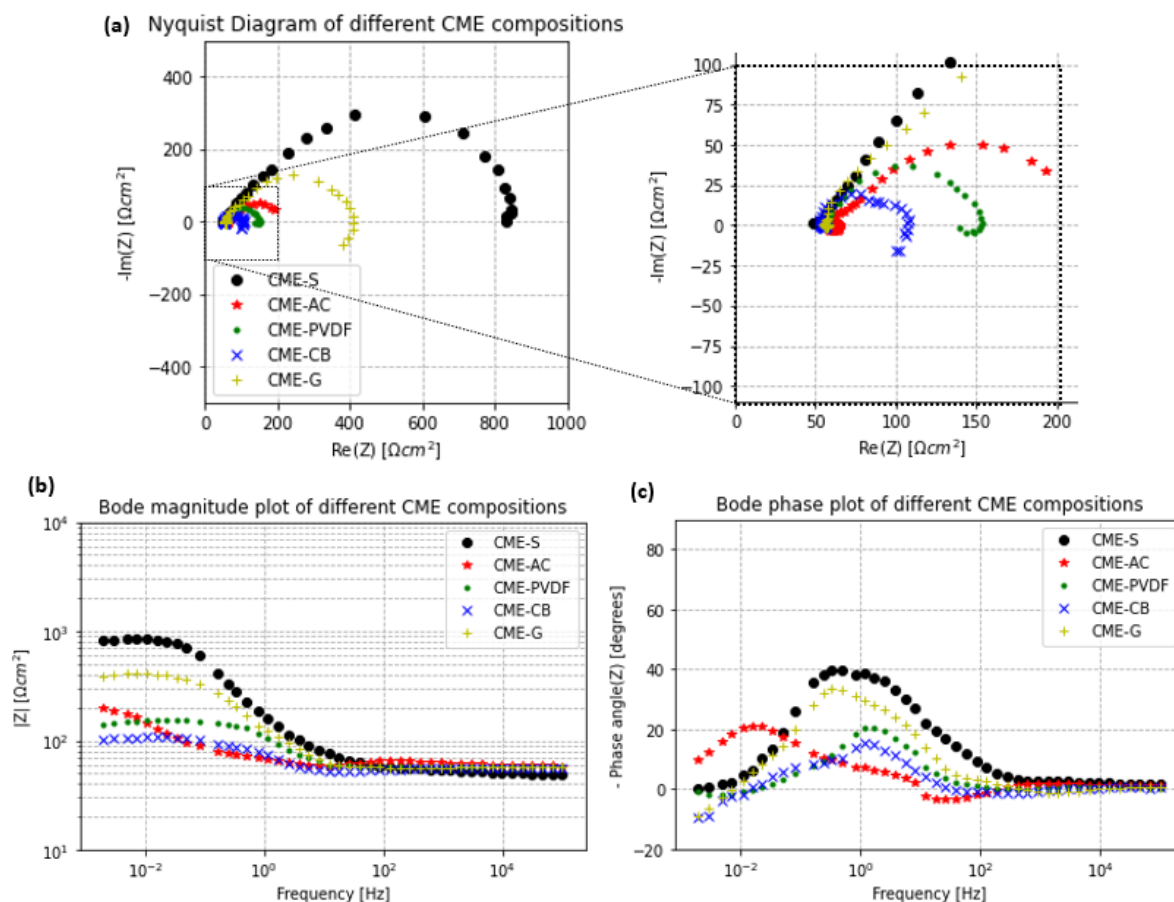 (a) Nyquist Diagram of different CME compositions
400
200
0
−200
−400
-Im(Z) [Ωcm²]
0 200 400 600 800 1000
Re(Z) [Ωcm²]
CME-S
CME-AC
CME-PVDF
CME-CB
CME-G
100
75
50
25
0
−25
−50
−75
−100
-Im(Z) [Ωcm²]
0 50 100 150 200
Re(Z) [Ωcm²]
(b)
Bode magnitude plot of different CME compositions
10⁴
10³
10²
10¹
|Z| [Ωcm²]
10⁻² 10⁰ 10² 10⁴
Frequency [Hz]
CME-S
CME-AC
CME-PVDF
CME-CB
CME-G
(c)
Bode phase plot of different CME compositions
80
60
40
20
0
−20
- Phase angle(Z) [degrees]
10⁻² 10⁰ 10² 10⁴
Frequency [Hz]
CME-S
CME-AC
CME-PVDF
CME-CB
CME-G